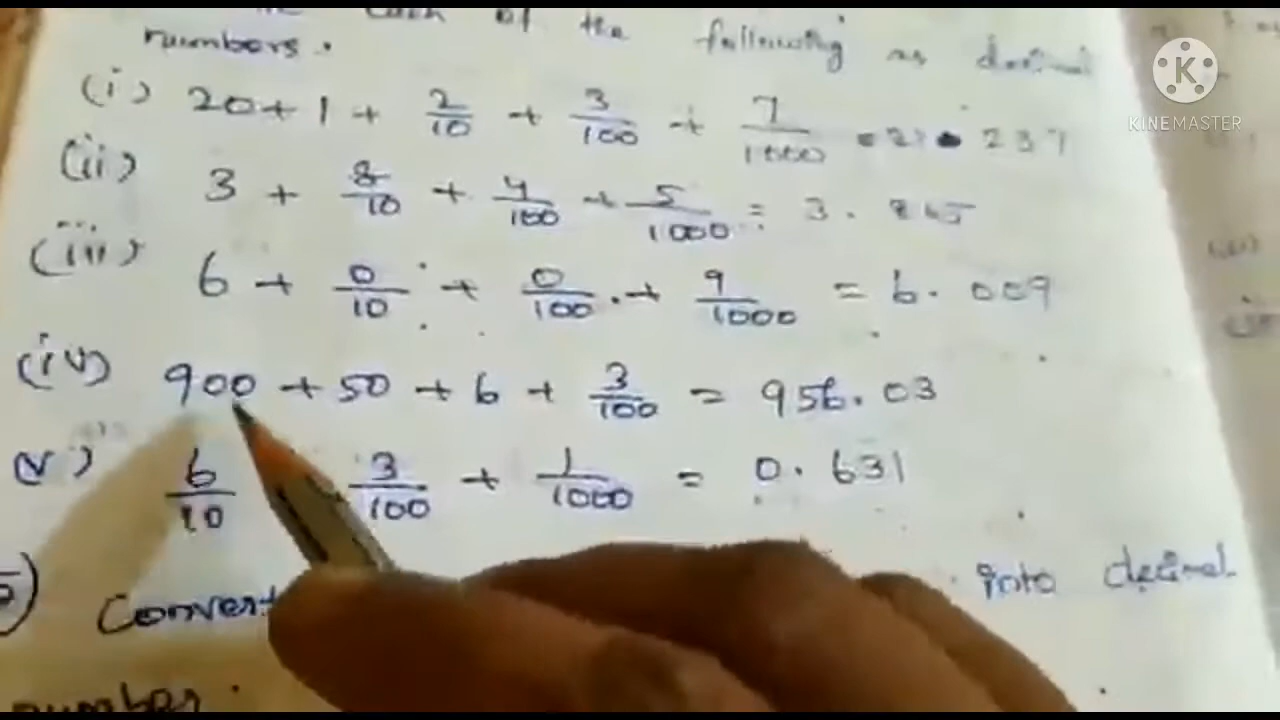 of the following as decimal
numbers.
(i) 20 + 1 + 2/10 + 3/100 + 7/1000 = 21.237
(ii) 3 + 8/10 + 4/100 + 5/1000 = 3.845
(iii) 6 + 0/10 + 0/100 + 9/1000 = 6.009
(iv) 900 + 50 + 6 + 3/100 = 956.03
(v) 6/10 3/100 + 1/1000 = 0.631
Convert into decimal
number.
K
KINEMASTER